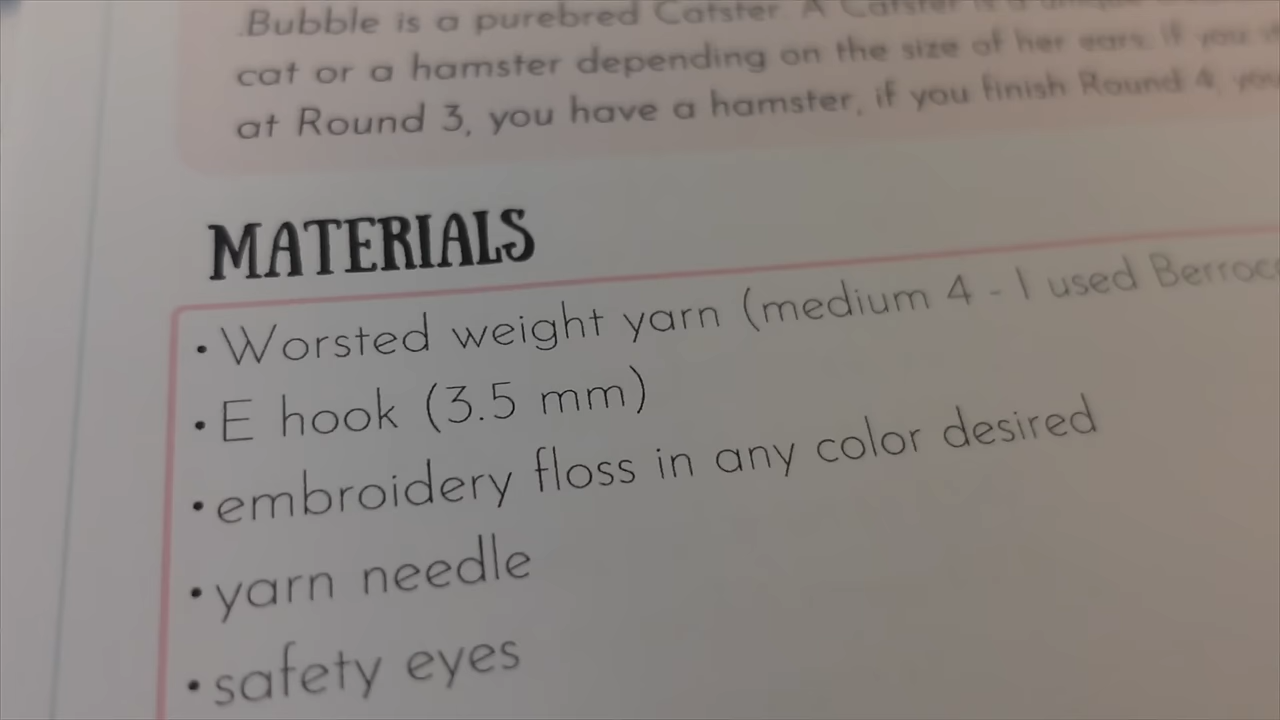 .Bubble is a purebred Catster. A Catster is a unique
cat or a hamster depending on the size of her ears. If you
at Round 3, you have a hamster, if you finish Round 4, you
MATERIALS
• Worsted weight yarn (medium 4 - I used
• E hook (3.5 mm)
• embroidery floss in any color desired
• yarn needle
• safety eyes